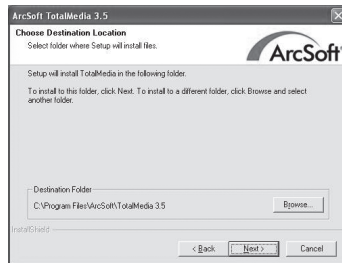 ArcSoft TotalMedia 3.5
Choose Destination Location
Select folder where Setup will install files.
ArcSoft
Setup will install TotalMedia in the following folder.
To install to this folder, click Next. To install to a different folder, click Browse and select
another folder.
Destination Folder
C:\Program Files\ArcSoft\TotalMedia 3.5
Browse...
InstallShield
< Back
Next >
Cancel